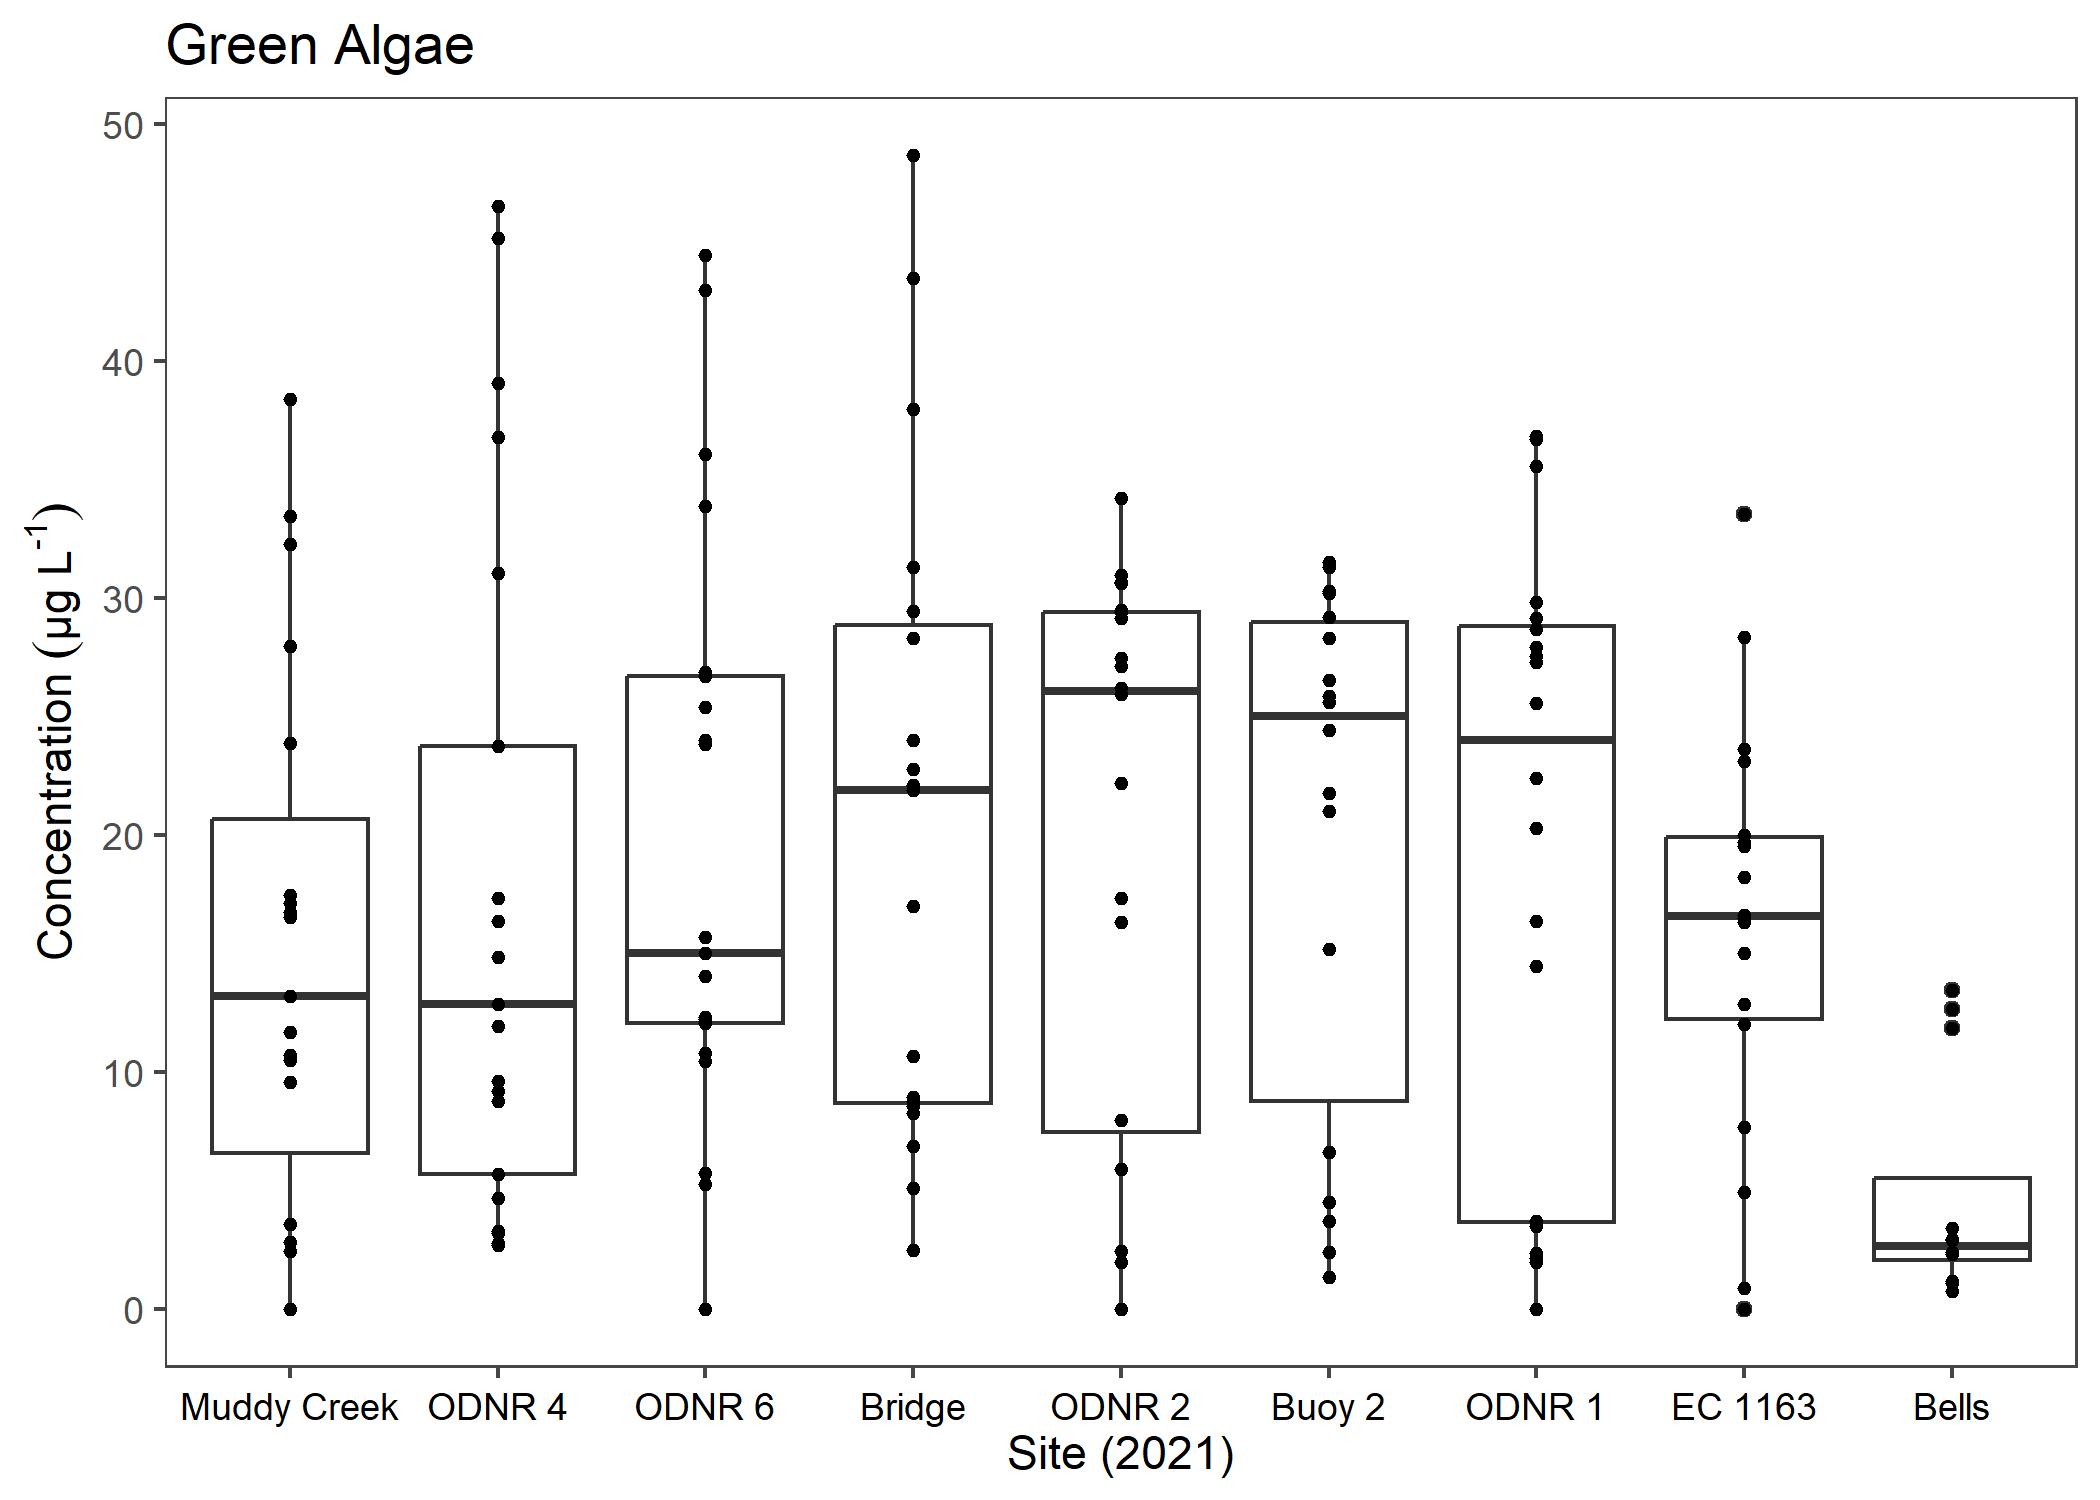 Green Algae
Concentration (µg L-1)
50
40
30
20
10
0
Muddy Creek ODNR 4 ODNR 6 Bridge ODNR 2 Buoy 2 ODNR 1 EC 1163 Bells
Site (2021)